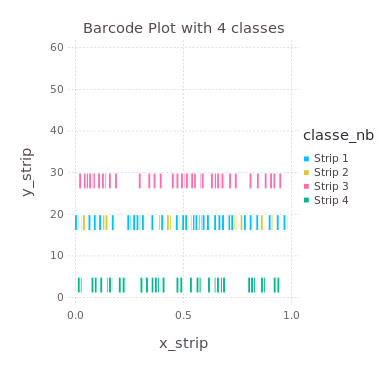 Barcode Plot with 4 classes
y_strip
60
50
40
30
20
10
0
0.0
0.5
1.0
x_strip
classe_nb
Strip 1
Strip 2
Strip 3
Strip 4